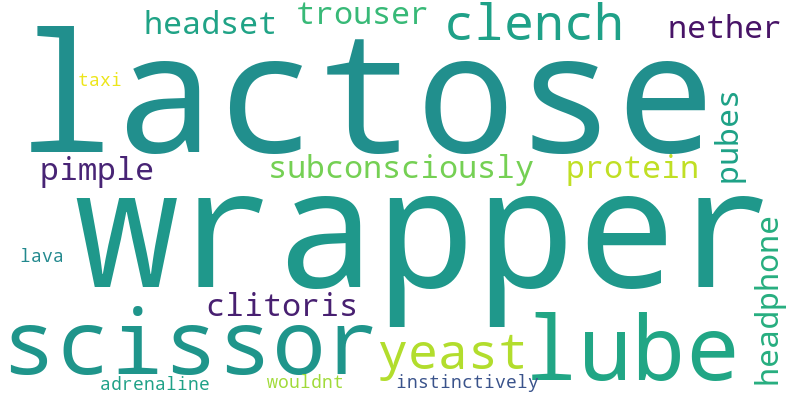 headset
trouser
clench
nether
lactose
taxi
pubes
pimple
subconsciously
protein
wrapper
lava
headphone
clitoris
scissor
yeast
lube
adrenaline
wouldnt
instinctively